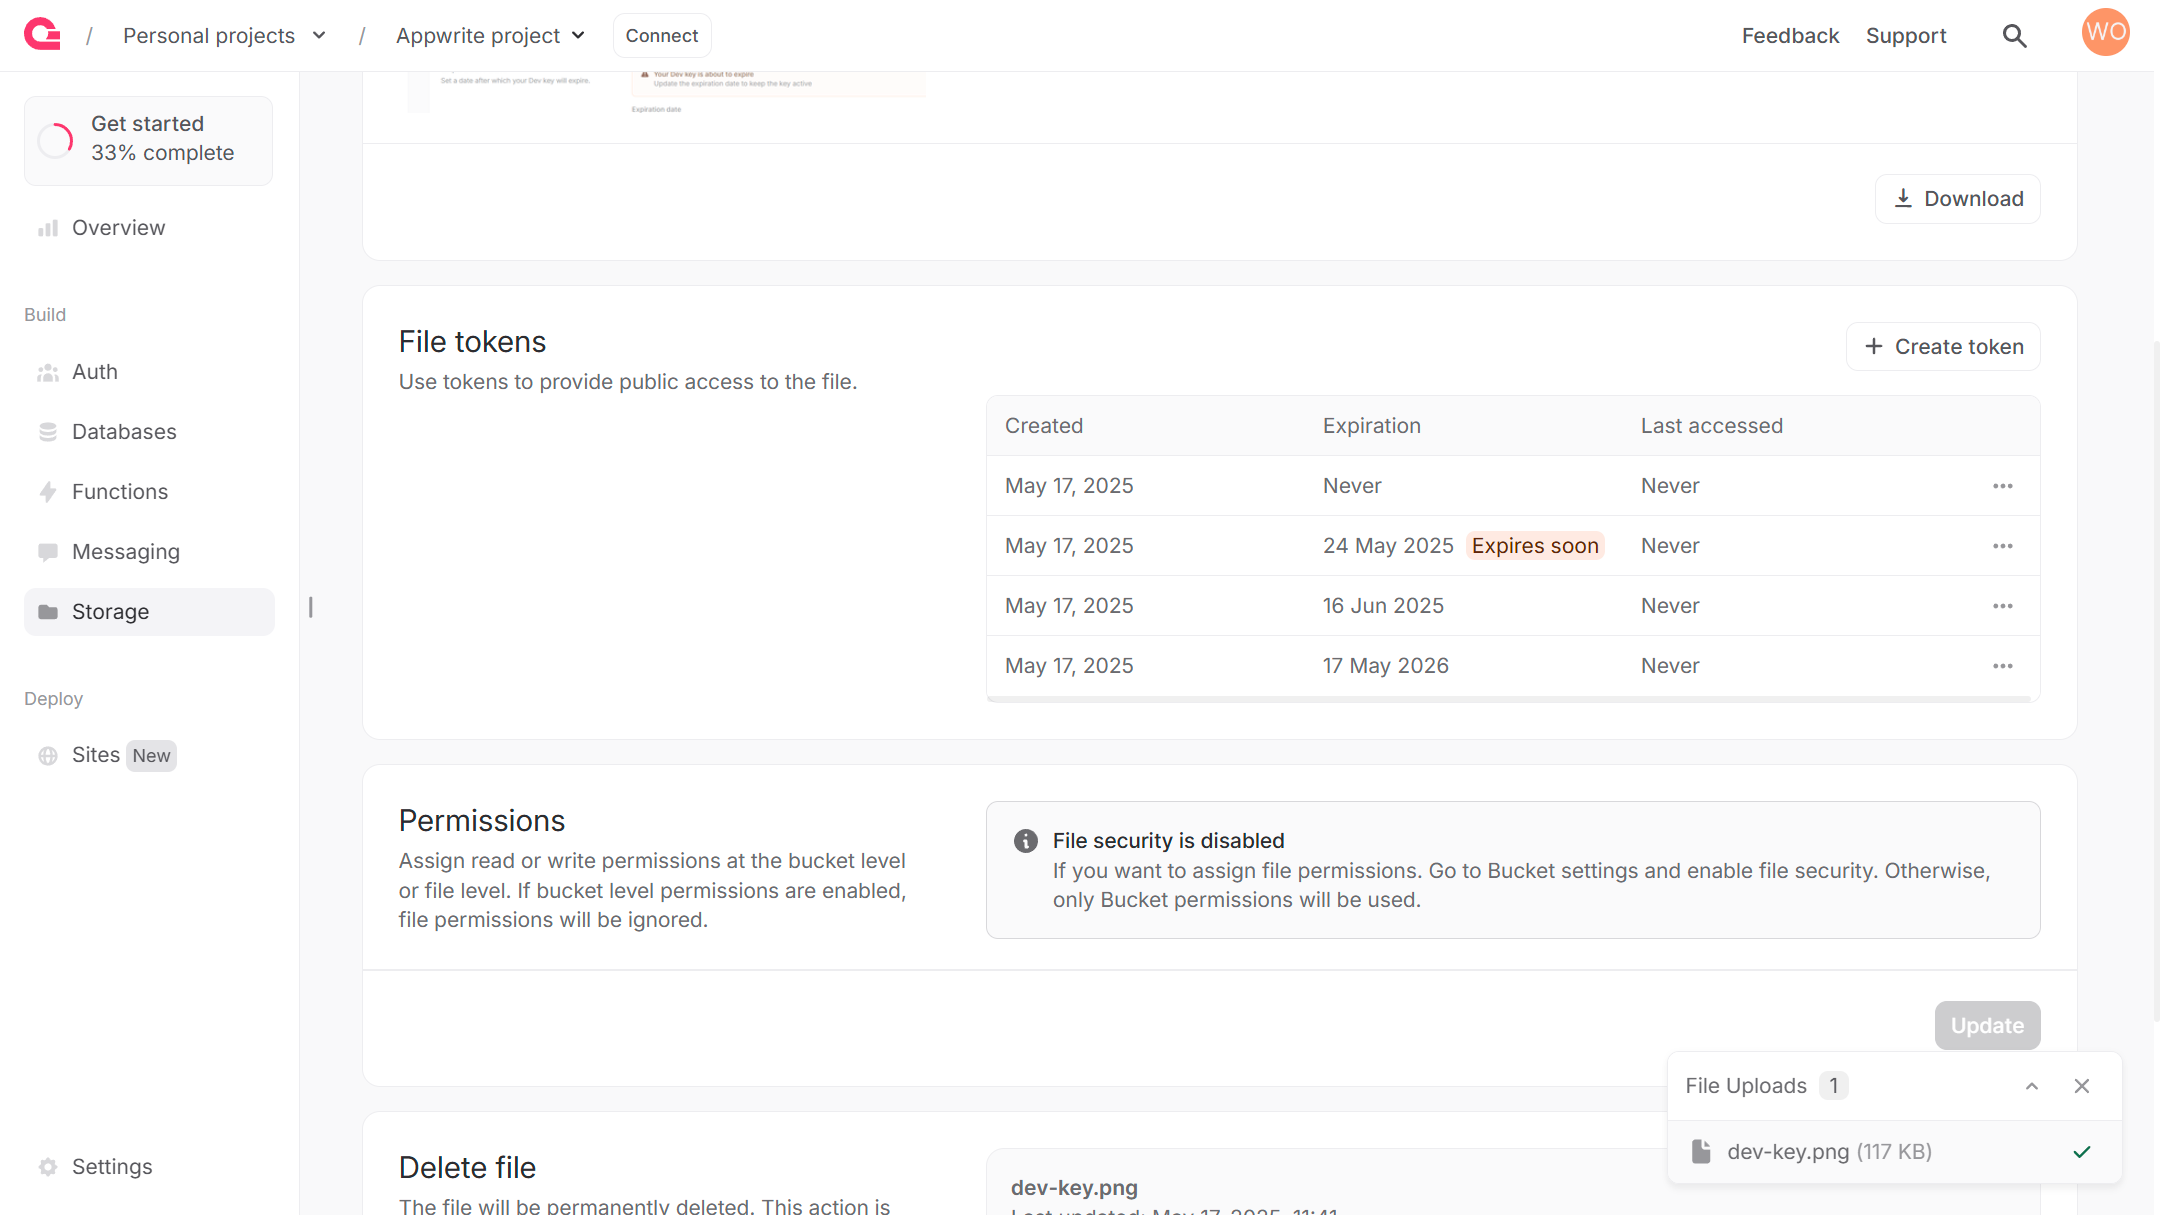 / Personal projects / Appwrite project Connect Feedback Support WO
Set a date after which your Dev key will expire.
Your Dev key is about to expire
Update the expiration date to keep the key active
Expiration date
Get started
33% complete
Overview
Build
Auth
Databases
Functions
Messaging
Storage
Deploy
Sites New
Settings
Download
File tokens
Use tokens to provide public access to the file.
Create token
Created Expiration Last accessed
May 17, 2025 Never Never
May 17, 2025 24 May 2025 Expires soon Never
May 17, 2025 16 Jun 2025 Never
May 17, 2025 17 May 2026 Never
Permissions
Assign read or write permissions at the bucket level
or file level. If bucket level permissions are enabled,
file permissions will be ignored.
File security is disabled
If you want to assign file permissions. Go to Bucket settings and enable file security. Otherwise,
only Bucket permissions will be used.
Update
Delete file
The file will be permanently deleted. This action is
dev-key.png
Last updated: May 17, 2025, 11:41
File Uploads 1
dev-key.png (117 KB)